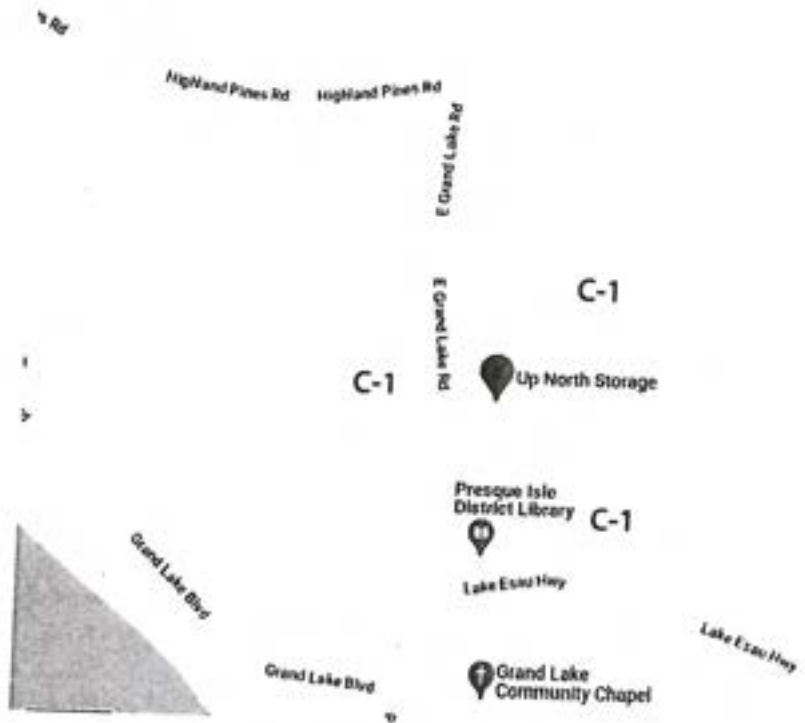 Rd
Highland Pines Rd
Highland Pines Rd
E Grand Lake Rd
C-1
E Grand Lake Rd
C-1
Up North Storage
Presque Isle
District Library
C-1
Grand Lake Blvd
Lake Esau Hwy
Lake Esau Hwy
Grand Lake Blvd
Grand Lake
Community Chapel